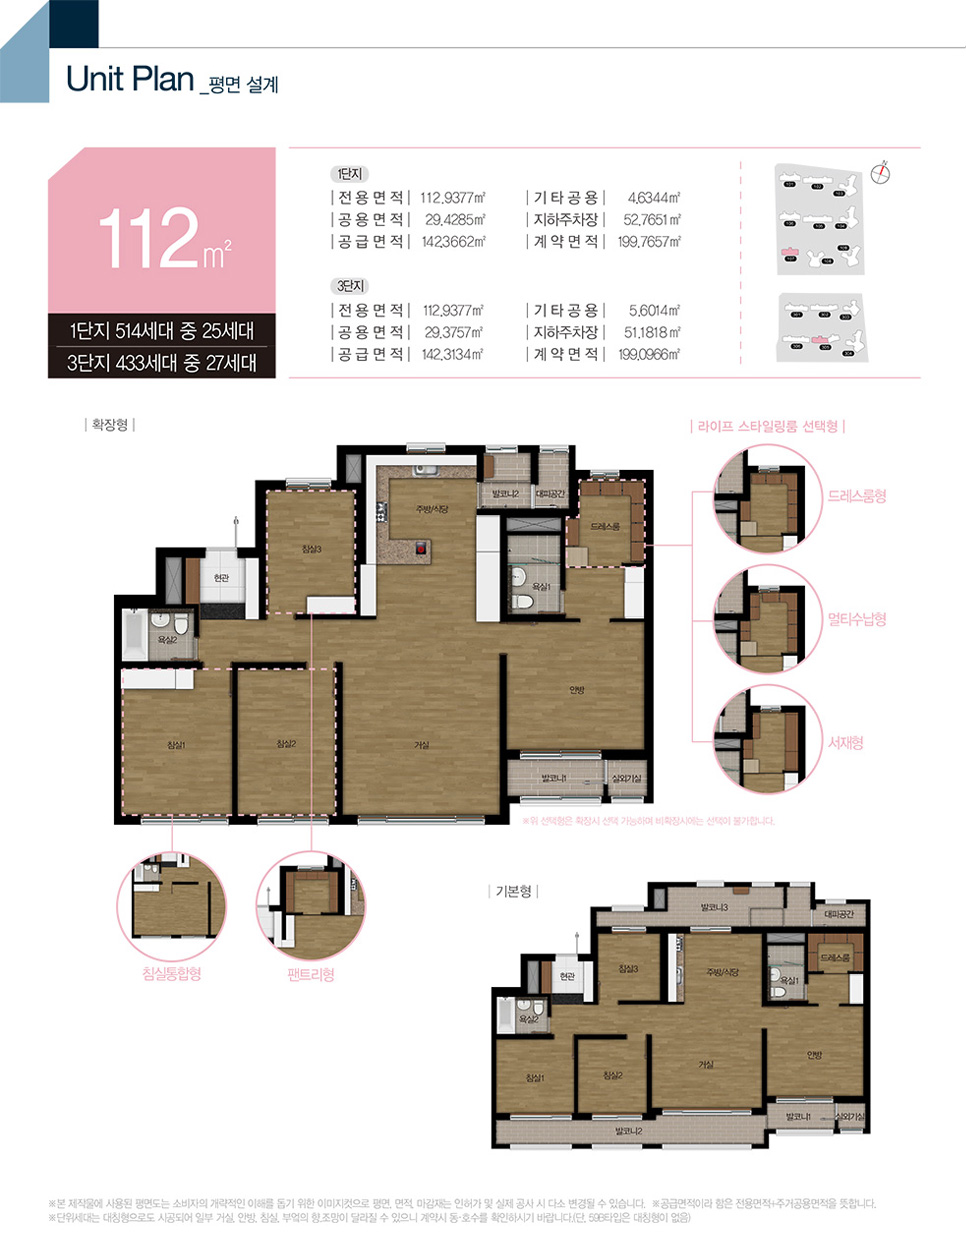 Unit Plan _평면 설계
112m²
1단지 514세대 중 25세대
3단지 433세대 중 27세대
1단지
| 전 용 면 적 | 112.9377㎡ | 기 타 공 용 | 4.6344㎡
| 공 용 면 적 | 29.4285㎡ | 지하주차장 | 52.7651㎡
| 공 급 면 적 | 142.3662㎡ | 계 약 면 적 | 199.7657㎡
3단지
| 전 용 면 적 | 112.9377㎡ | 기 타 공 용 | 5.6014㎡
| 공 용 면 적 | 29.3757㎡ | 지하주차장 | 51.1818㎡
| 공 급 면 적 | 142.3134㎡ | 계 약 면 적 | 199.0966㎡
N
| 확장형 |
| 라이프 스타일링룸 선택형 |
드레스룸형
멀티수납형
서재형
주방/식당
발코니2
대피공간
드레스룸
침실3
현관
욕실1
욕실2
안방
침실1
침실2
거실
발코니1
실외기실
※위 선택형은 확장시 선택 가능하며 비확장시에는 선택이 불가합니다.
침실통합형
팬트리형
| 기본형 |
발코니3
대피공간
현관
침실3
주방/식당
욕실1
드레스룸
욕실2
침실1
침실2
거실
안방
발코니2
발코니1
실외기실
※본 제작물에 사용된 평면도는 소비자의 개략적인 이해를 돕기 위한 이미지컷으로 평면, 면적, 마감재는 인허가 및 실제 공사 시 다소 변경될 수 있습니다. ※공급면적이라 함은 전용면적+주거공용면적을 뜻합니다.
※단위세대는 대칭형으로도 시공되어 일부 거실, 안방, 침실, 부엌의 향,조망이 달라질 수 있으니 계약시 동·호수를 확인하시기 바랍니다.(단, 59B타입은 대칭형이 없음)